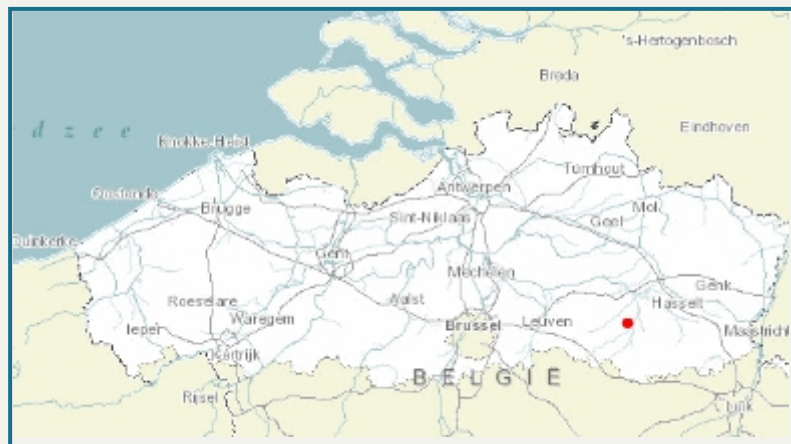 's-Hertogenbosch
Breda
d z e e
Eindhoven
Knokke-Heist
Turnhout
Antwerpen
Oostende
Brugge
Sint-Niklaas
Geel
Mol
Duinkerke
Gent
Mechelen
Genk
Roeselare
Aalst
Hasselt
Ieper
Waregem
Brussel
Leuven
Maastricht
Kortrijk
BELGIË
Rijsel
Luik